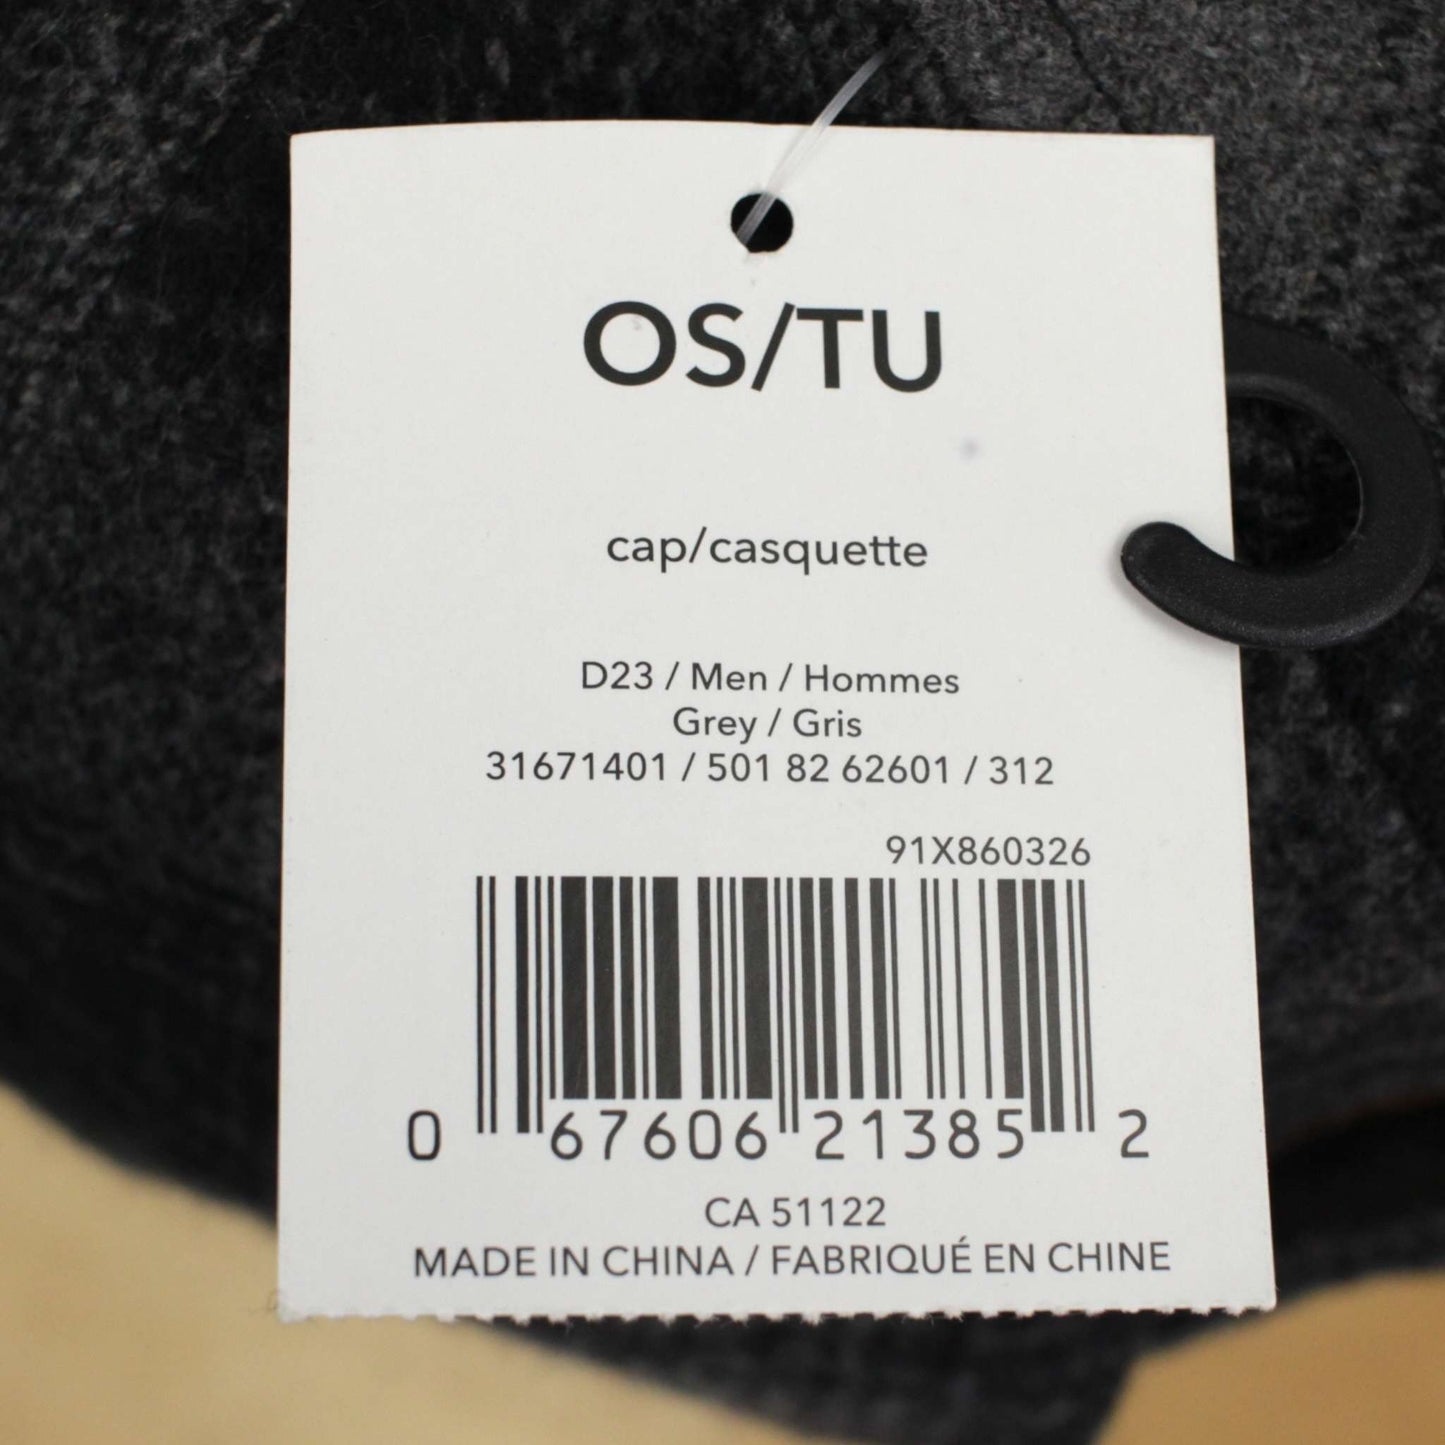 OS/TU
cap/casquette
D23 / Men / Hommes
Grey / Gris
31671401 / 501 82 62601 / 312
91X860326
0 67606 21385 2
CA 51122
MADE IN CHINA / FABRIQUÉ EN CHINE